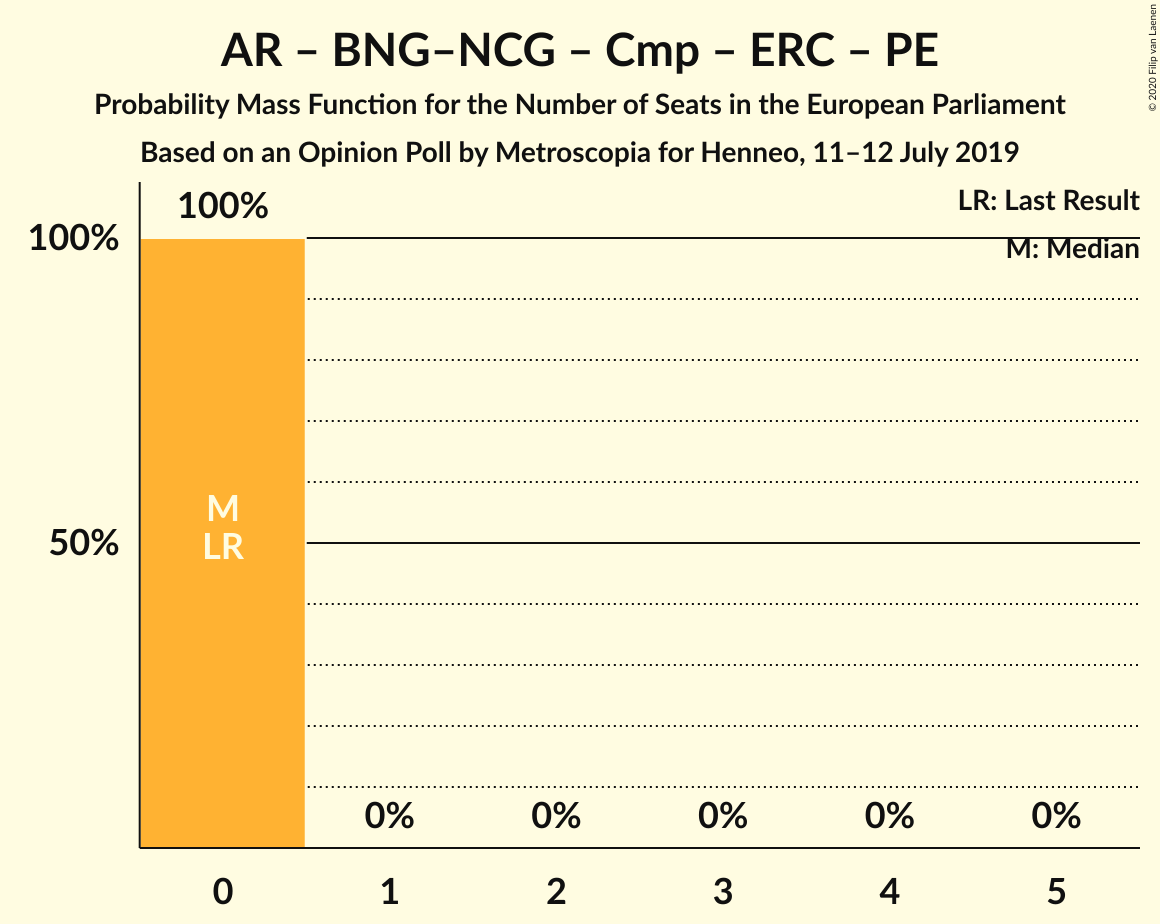 AR – BNG–NCG – Cmp – ERC – PE
Probability Mass Function for the Number of Seats in the European Parliament
Based on an Opinion Poll by Metroscopia for Henneo, 11–12 July 2019
© 2020 Filip van Laenen
LR: Last Result
M: Median
100%
100%
50%
M
LR
0% 0% 0% 0% 0%
0 1 2 3 4 5